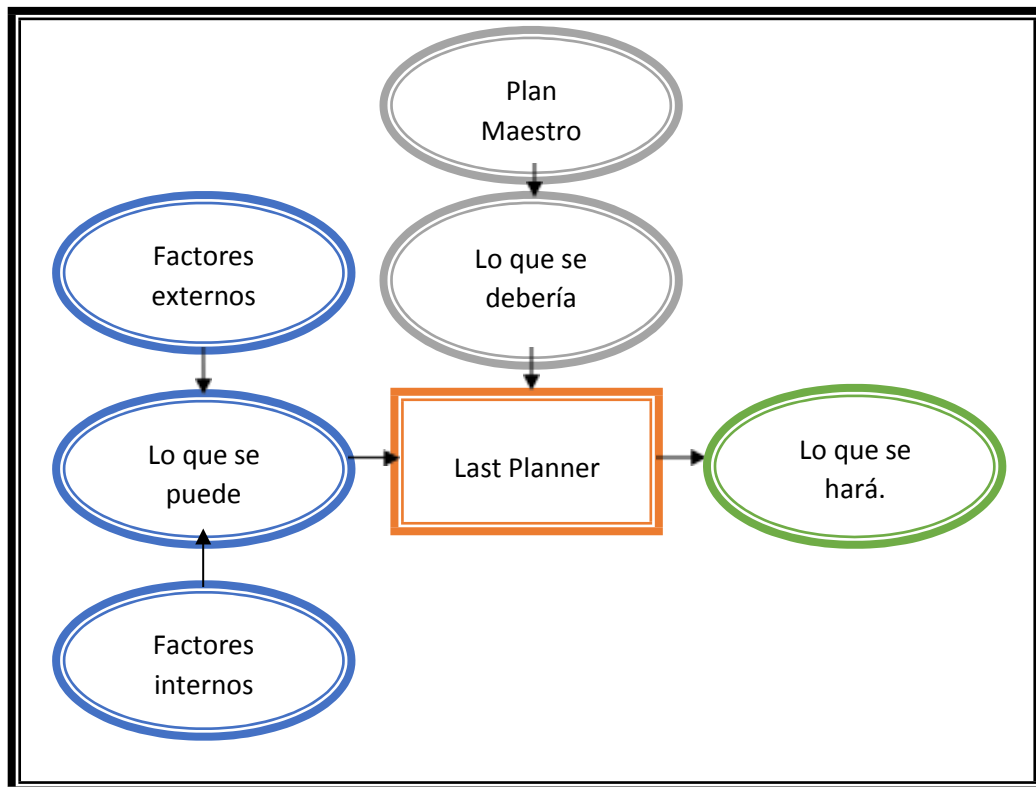 Plan
Maestro
Factores
externos
Lo que se
debería
Lo que se
puede
Last Planner
Lo que se
hará.
Factores
internos